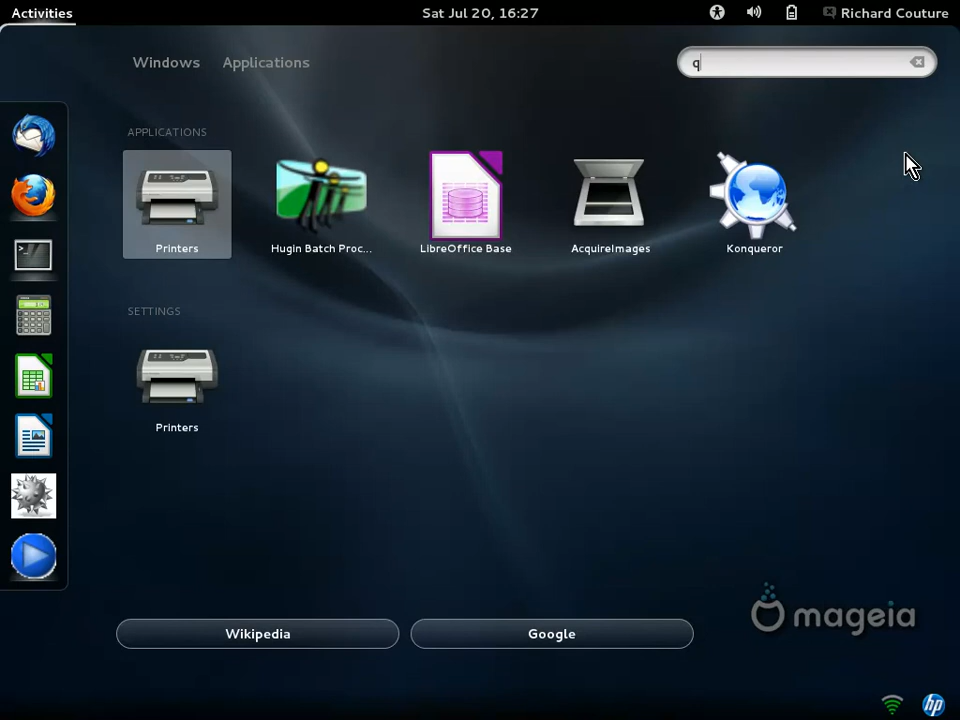 Activities
Sat Jul 20, 16:27
Richard Couture
Windows
Applications
q
APPLICATIONS
Printers
Hugin Batch Proc...
LibreOffice Base
AcquireImages
Konqueror
SETTINGS
Printers
Wikipedia
Google
mageia
hp